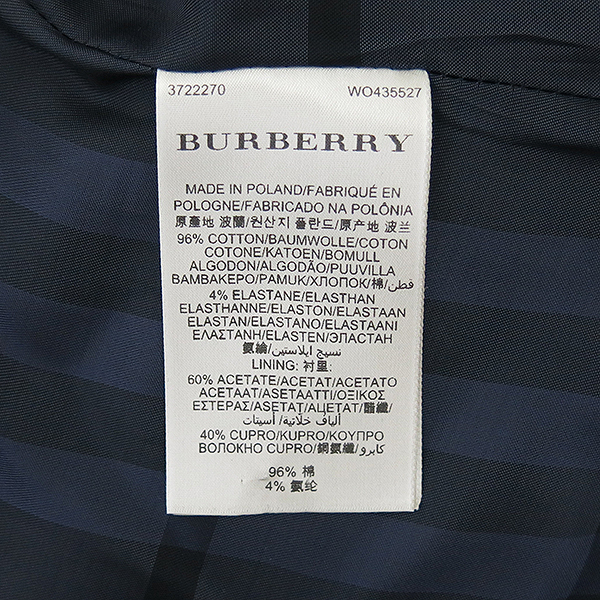 3722270 WO435527
BURBERRY
MADE IN POLAND/FABRIQUÉ EN
POLOGNE/FABRICADO NA POLÔNIA
原產地 波蘭/원산지 폴란드/原产地 波兰
96% COTTON/BAUMWOLLE/COTON
COTONE/KATOEN/BOMULL
ALGODON/ALGODÃO/PUUVILLA
ΒΑΜΒΑΚΕΡΟ/PAMUK/ХЛОПОК/棉/قطن
4% ELASTANE/ELASTHAN
ELASTHANNE/ELASTON/ELASTAAN
ELASTAN/ELASTANO/ELASTAANI
ΕΛΑΣΤΑΝΗ/ELASTEN/ЭЛАСТАН
氨綸/نسيج ايلاستين
LINING: 衬里:
60% ACETATE/ACETAT/ACETATO
ACETAAT/ASETAATTI/ΟΞΙΚΟΣ
ΕΣΤΕΡΑΣ/ASETAT/АЦЕТАТ/醋纖/
ألياف خلّاتية/أسيتات
40% CUPRO/KUPRO/ΚΟΥΠΡΟ
ВОЛОКНО CUPRO/銅氨纖/كابرو
96% 棉
4% 氨纶